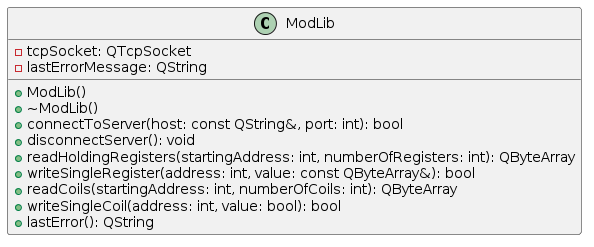 C ModLib
tcpSocket: QTcpSocket
lastErrorMessage: QString
ModLib()
~ModLib()
connectToServer(host: const QString&, port: int): bool
disconnectServer(): void
readHoldingRegisters(startingAddress: int, numberOfRegisters: int): QByteArray
writeSingleRegister(address: int, value: const QByteArray&): bool
readCoils(startingAddress: int, numberOfCoils: int): QByteArray
writeSingleCoil(address: int, value: bool): bool
lastError(): QString